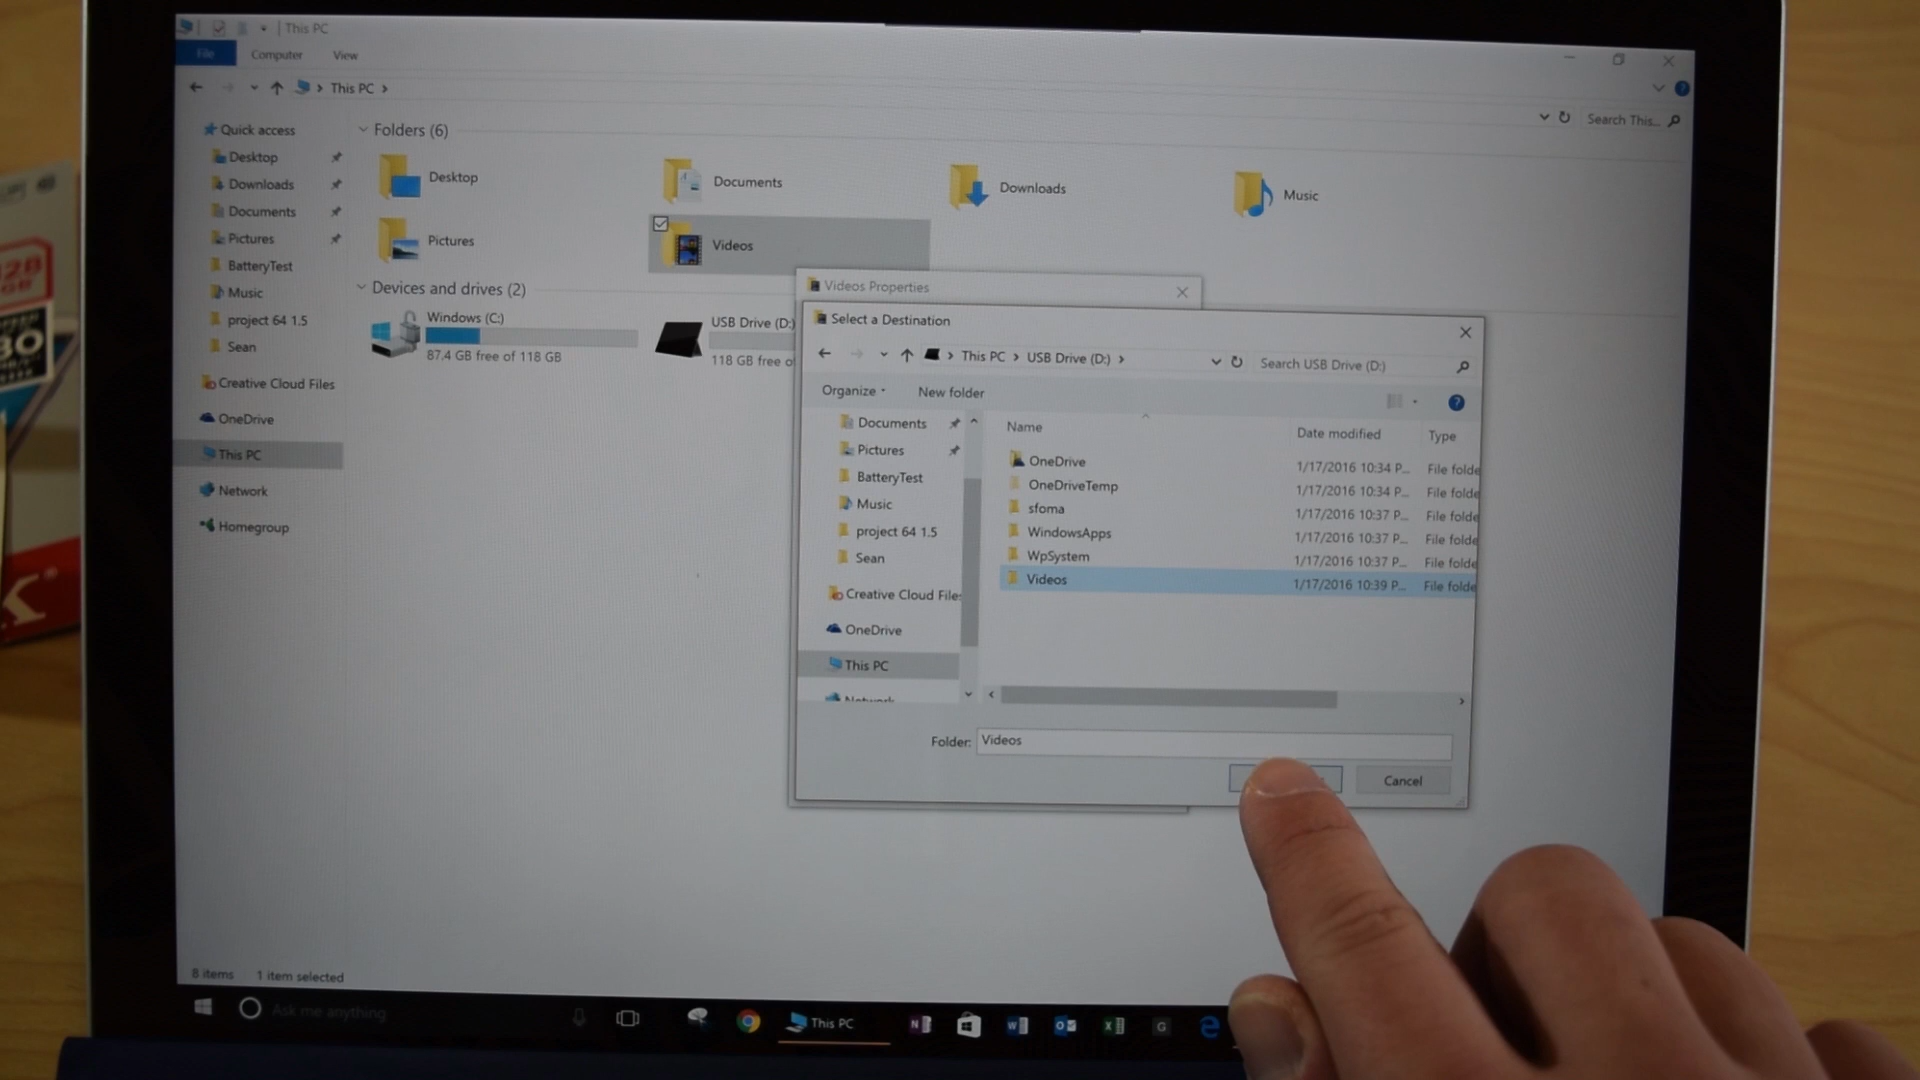 This PC
File
Computer
View
This PC
Search This...
Quick access
Desktop
Downloads
Documents
Pictures
BatteryTest
Music
project 64 1.5
Sean
Creative Cloud Files
OneDrive
This PC
Network
Homegroup
Folders (6)
Desktop
Documents
Downloads
Music
Pictures
Videos
Devices and drives (2)
Windows (C:)
87.4 GB free of 118 GB
USB Drive (D:)
118 GB free o
Videos Properties
Select a Destination
This PC > USB Drive (D:) >
Search USB Drive (D:)
Organize
New folder
Documents
Pictures
BatteryTest
Music
project 64 1.5
Sean
Creative Cloud File
OneDrive
This PC
Network
Name Date modified Type
OneDrive 1/17/2016 10:34 P... File folde
OneDriveTemp 1/17/2016 10:34 P... File folde
sfoma 1/17/2016 10:37 P... File folde
WindowsApps 1/17/2016 10:37 P... File folde
WpSystem 1/17/2016 10:37 P... File folde
Videos 1/17/2016 10:39 P... File folde
Folder: Videos
Cancel
8 items 1 item selected
Ask me anything
This PC